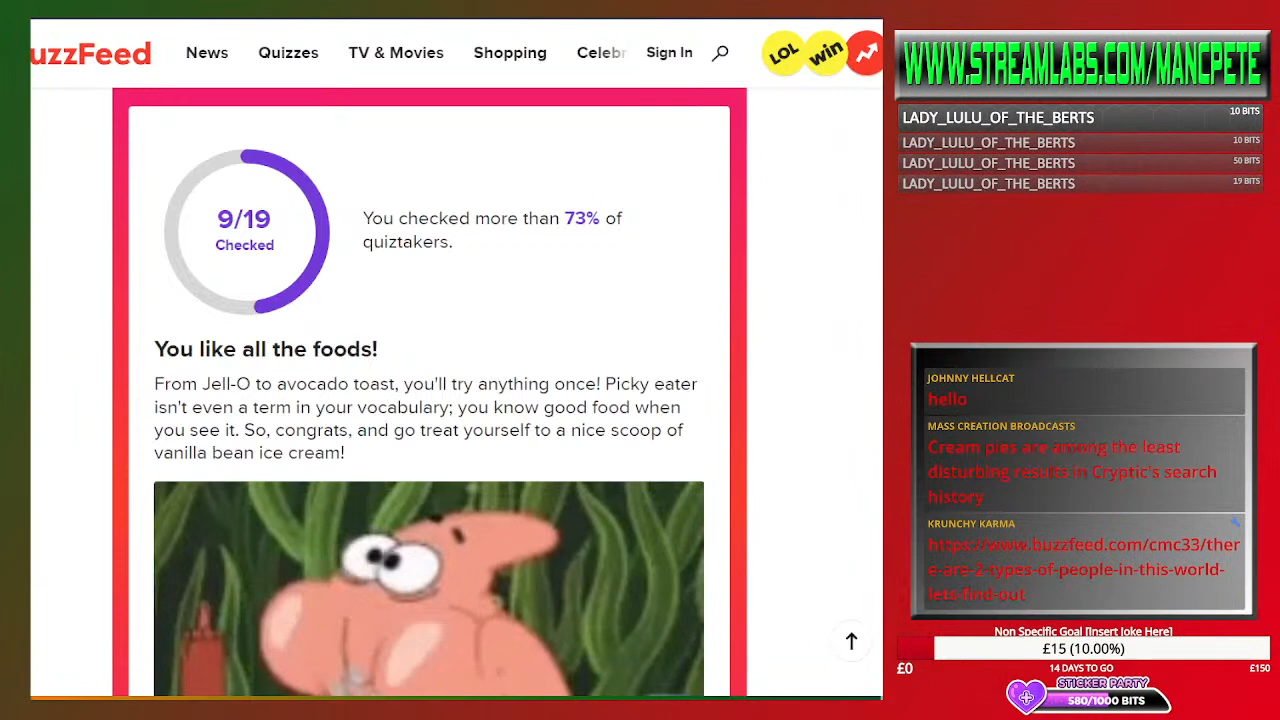 uzzFeed
News
Quizzes
TV & Movies
Shopping
Celebr
Sign In
LOL
win
9/19
Checked
You checked more than 73% of
quiztakers.
You like all the foods!
From Jell-O to avocado toast, you'll try anything once! Picky eater
isn't even a term in your vocabulary; you know good food when
you see it. So, congrats, and go treat yourself to a nice scoop of
vanilla bean ice cream!
WWW.STREAMLABS.COM/MANCPETE
LADY_LULU_OF_THE_BERTS 10 BITS
LADY_LULU_OF_THE_BERTS 10 BITS
LADY_LULU_OF_THE_BERTS 50 BITS
LADY_LULU_OF_THE_BERTS 19 BITS
JOHNNY HELLCAT
hello
MASS CREATION BROADCASTS
Cream pies are among the least
disturbing results in Cryptic's search
history
KRUNCHY KARMA
https://www.buzzfeed.com/cmc33/ther
e-are-2-types-of-people-in-this-world-
lets-find-out
Non Specific Goal [Insert Joke Here]
£15 (10.00%)
£0 14 DAYS TO GO £150
STICKER PARTY
580/1000 BITS